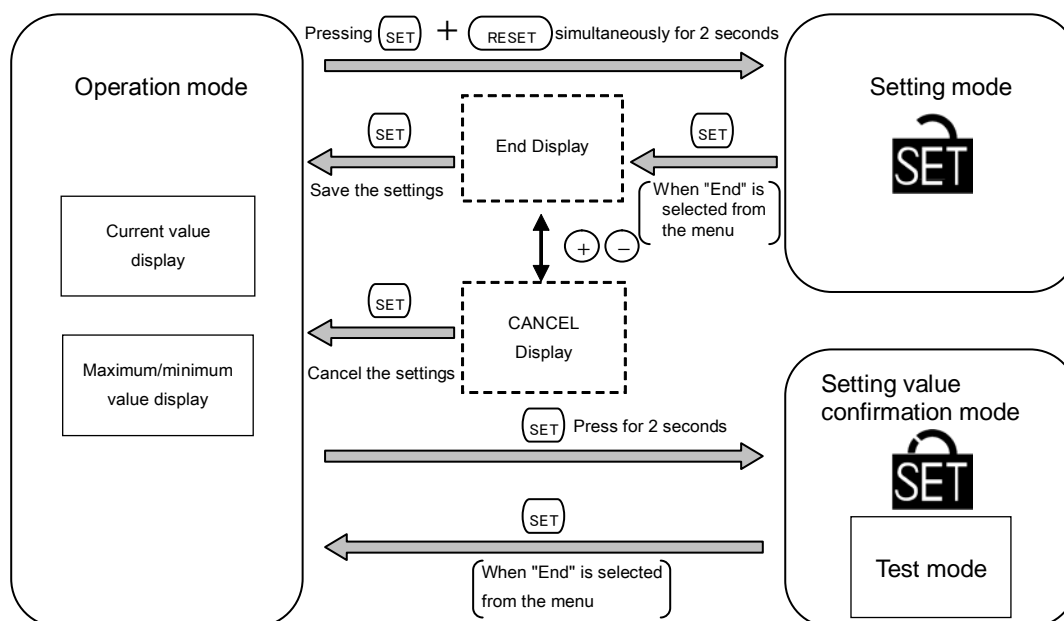 Pressing SET + RESET simultaneously for 2 seconds
Operation mode
Setting mode
SET
SET
End Display
SET
SET
Save the settings
When "End" is
selected from
the menu
Current value
display
+ −
SET
CANCEL
Display
Cancel the settings
Maximum/minimum
value display
Setting value
confirmation mode
SET Press for 2 seconds
SET
SET
Test mode
When "End" is selected
from the menu